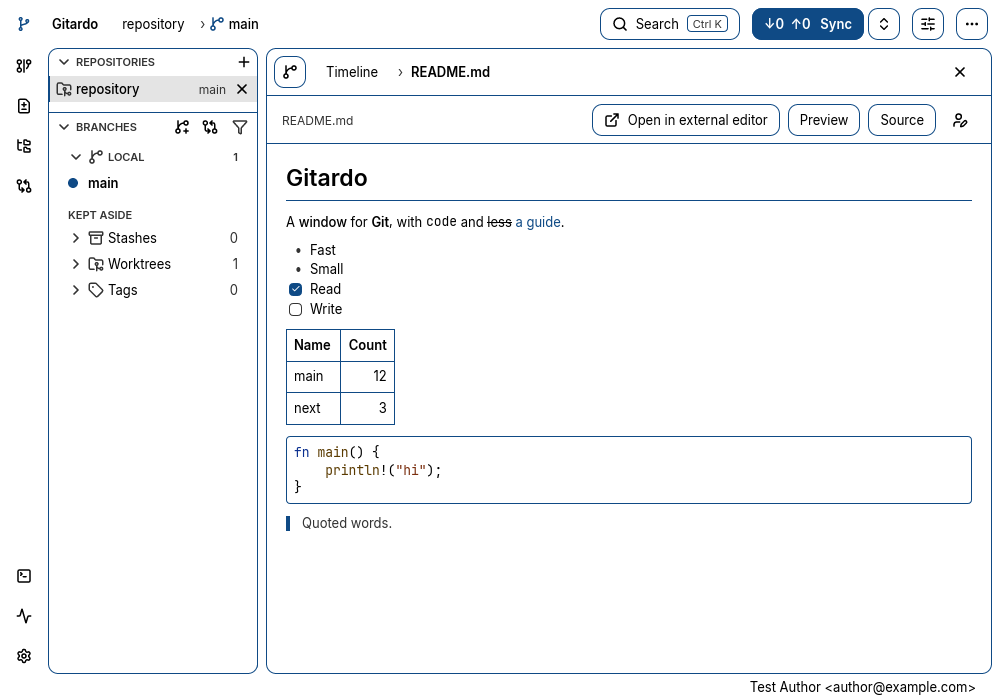 Gitardo
repository
› main
Search Ctrl K
↓0 ↑0 Sync
REPOSITORIES
repository main
BRANCHES
LOCAL 1
main
KEPT ASIDE
Stashes 0
Worktrees 1
Tags 0
Timeline › README.md
README.md
Open in external editor
Preview
Source
Gitardo
A window for Git, with code and less a guide.
• Fast
• Small
Read
Write
Name Count
main 12
next 3
fn main() {
    println!("hi");
}
Quoted words.
Test Author <author@example.com>